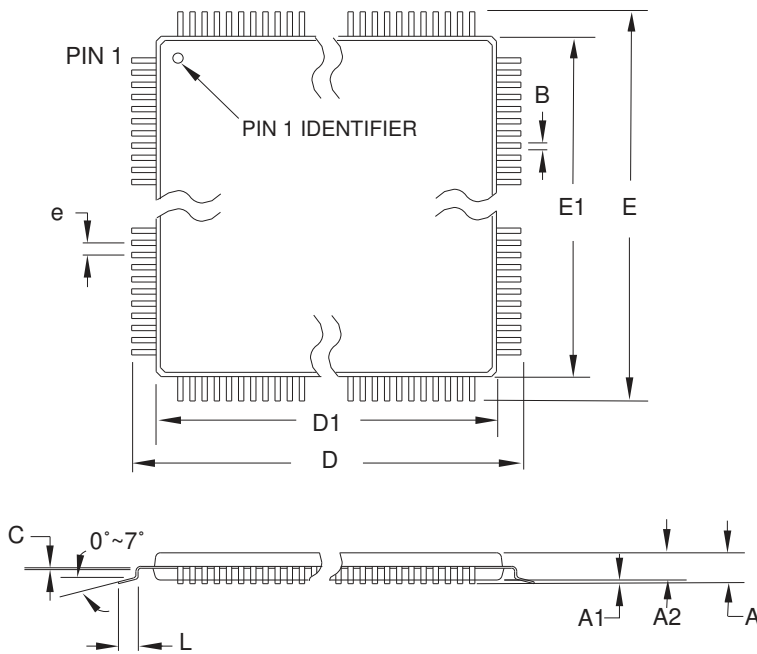 PIN 1
PIN 1 IDENTIFIER
B
e
E1
E
D1
D
C
0°~7°
L
A1
A2
A